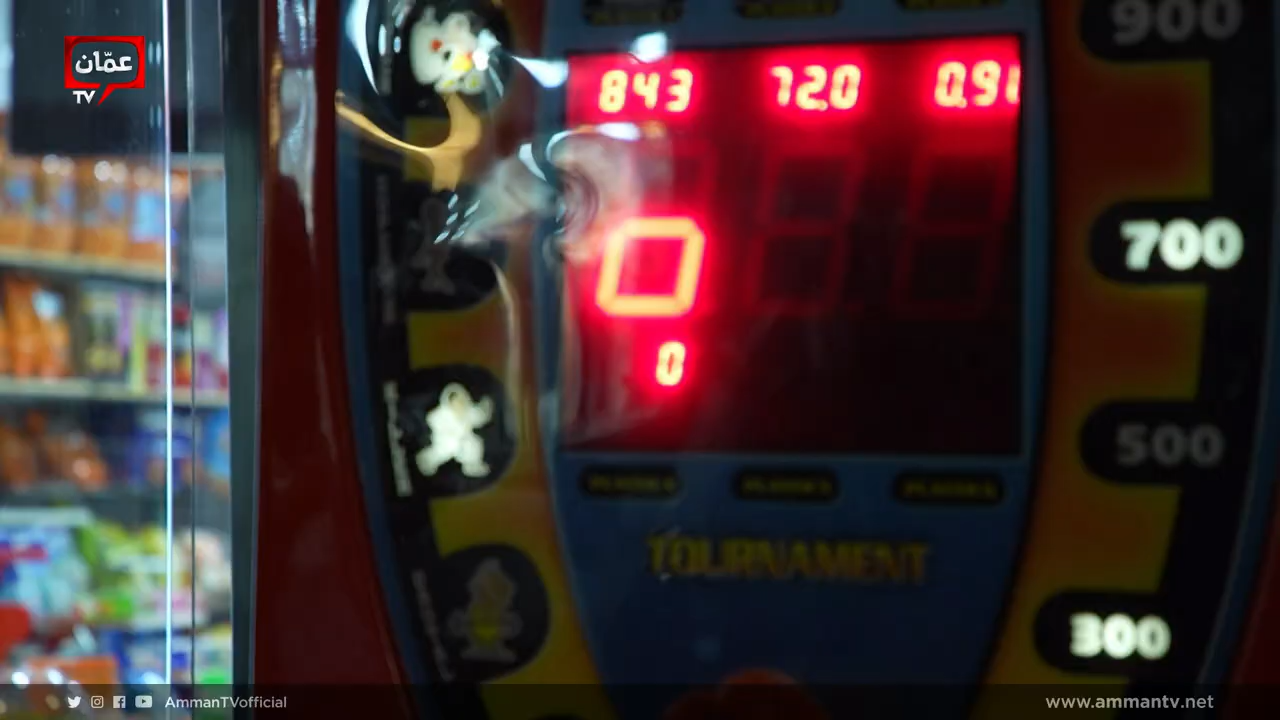 عمّان
TV
900
843 720 0.91
700
0
0
500
TOURNAMENT
300
AmmanTVofficial
www.ammantv.net